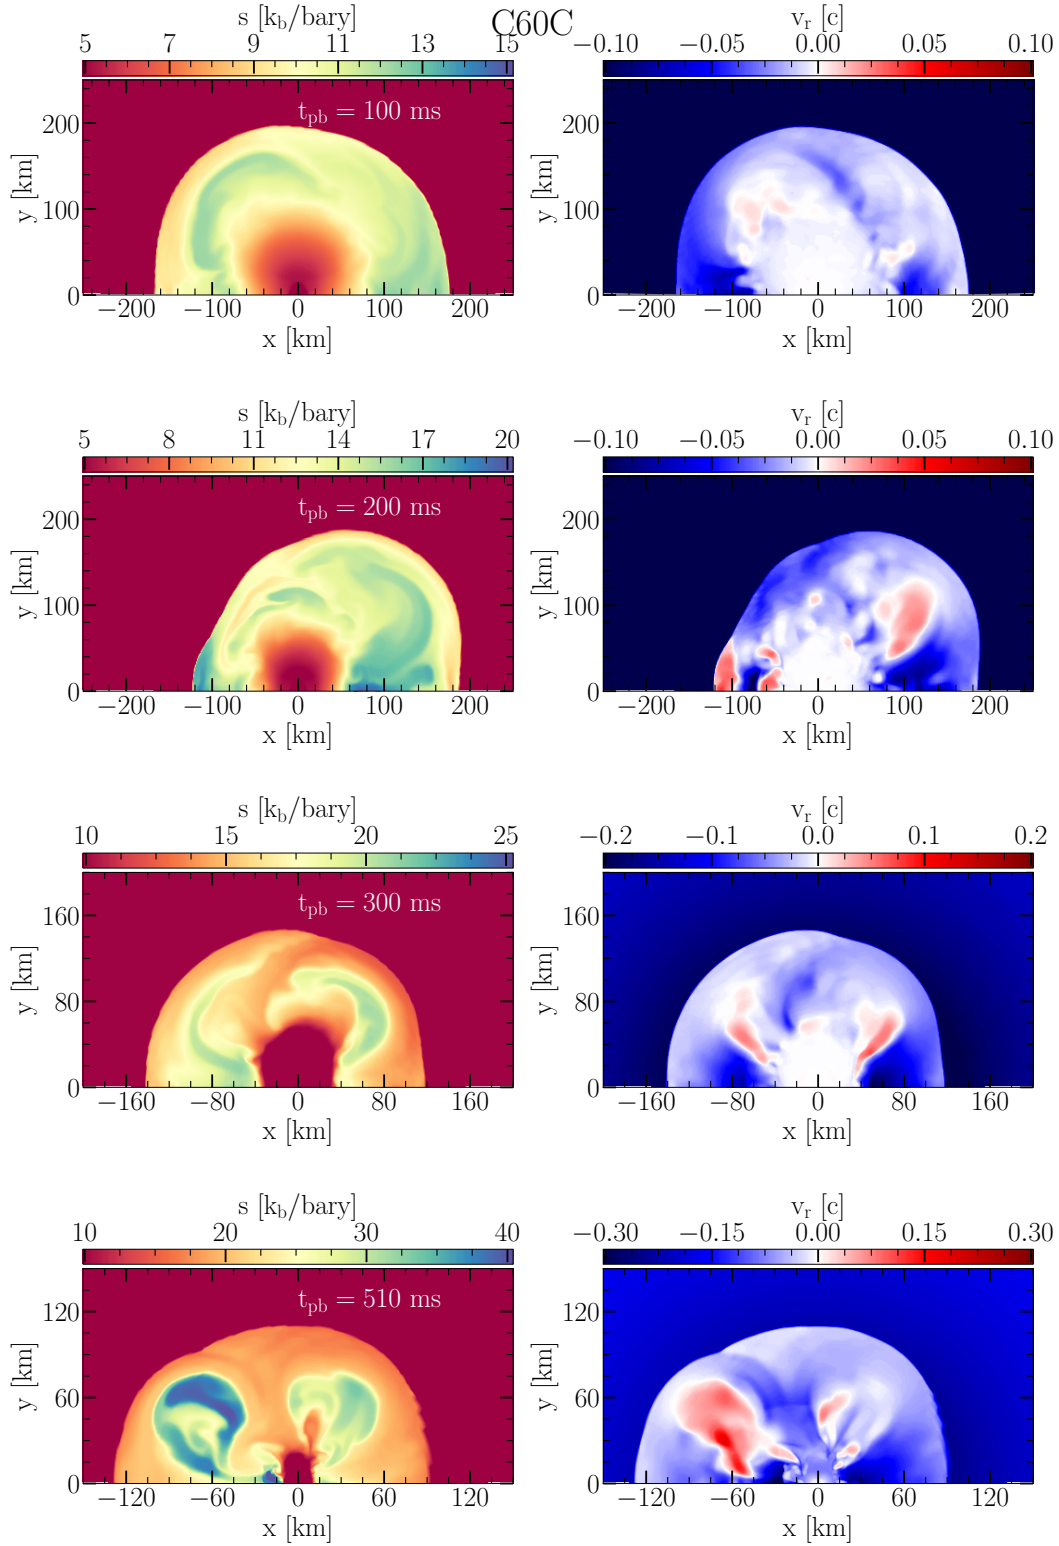 C60C
s [k_b/bary]
v_r [c]
5 7 9 11 13 15
−0.10 −0.05 0.00 0.05 0.10
t_pb = 100 ms
y [km]
200
100
0
y [km]
200
100
0
−200 −100 0 100 200
−200 −100 0 100 200
x [km]
x [km]
s [k_b/bary]
v_r [c]
5 8 11 14 17 20
−0.10 −0.05 0.00 0.05 0.10
t_pb = 200 ms
y [km]
200
100
0
y [km]
200
100
0
−200 −100 0 100 200
−200 −100 0 100 200
x [km]
x [km]
s [k_b/bary]
v_r [c]
10 15 20 25
−0.2 −0.1 0.0 0.1 0.2
t_pb = 300 ms
y [km]
160
80
0
y [km]
160
80
0
−160 −80 0 80 160
−160 −80 0 80 160
x [km]
x [km]
s [k_b/bary]
v_r [c]
10 20 30 40
−0.30 −0.15 0.00 0.15 0.30
t_pb = 510 ms
y [km]
120
60
0
y [km]
120
60
0
−120 −60 0 60 120
−120 −60 0 60 120
x [km]
x [km]